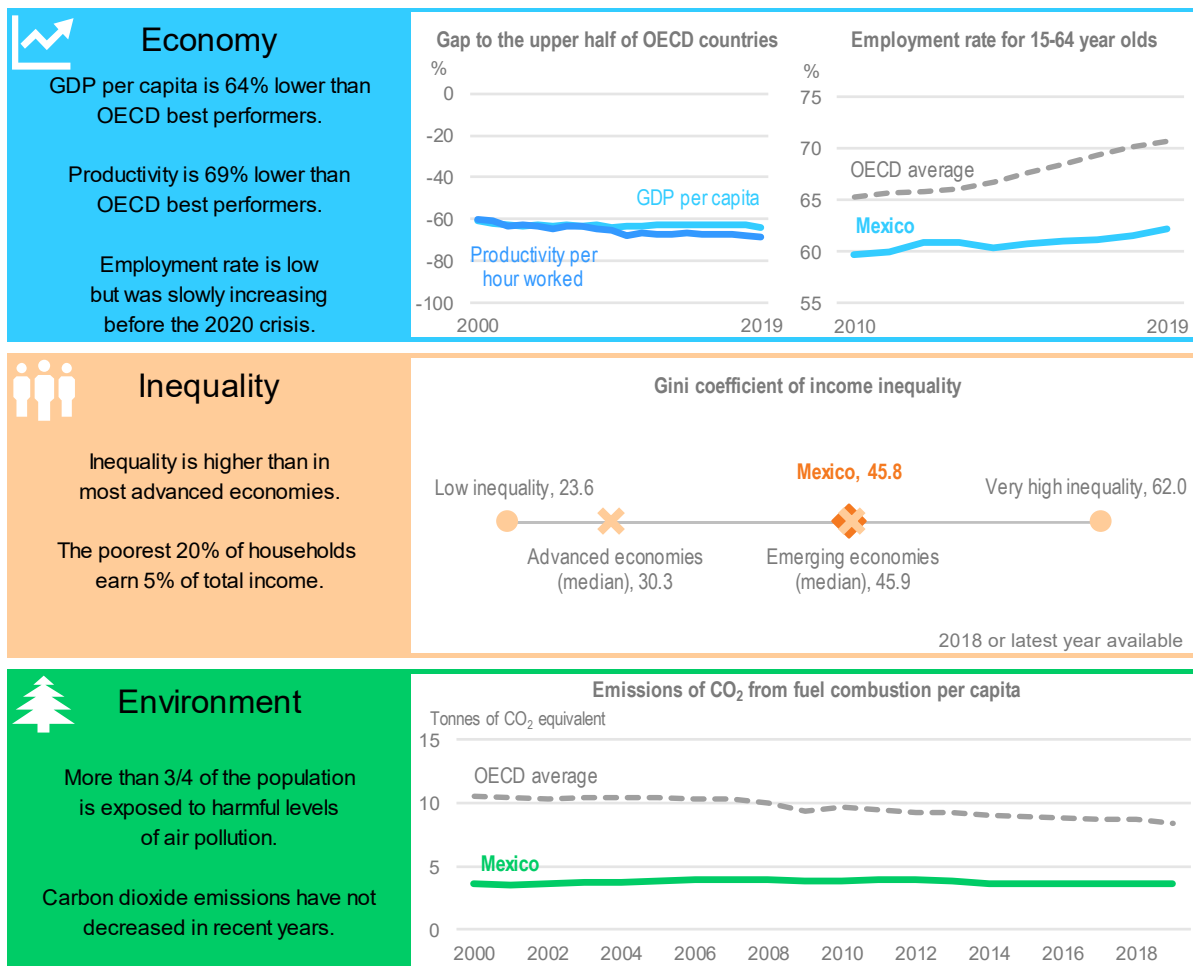 Economy
GDP per capita is 64% lower than
OECD best performers.
Productivity is 69% lower than
OECD best performers.
Employment rate is low
but was slowly increasing
before the 2020 crisis.
Gap to the upper half of OECD countries
%
0
-20
-40
-60
-80
-100
GDP per capita
Productivity per
hour worked
2000
2019
Employment rate for 15-64 year olds
%
75
70
65
60
55
OECD average
Mexico
2010
2019
Inequality
Inequality is higher than in
most advanced economies.
The poorest 20% of households
earn 5% of total income.
Gini coefficient of income inequality
Mexico, 45.8
Low inequality, 23.6
Very high inequality, 62.0
Advanced economies
(median), 30.3
Emerging economies
(median), 45.9
2018 or latest year available
Environment
More than 3/4 of the population
is exposed to harmful levels
of air pollution.
Carbon dioxide emissions have not
decreased in recent years.
Emissions of CO₂ from fuel combustion per capita
Tonnes of CO₂ equivalent
15
10
5
0
OECD average
Mexico
2000 2002 2004 2006 2008 2010 2012 2014 2016 2018